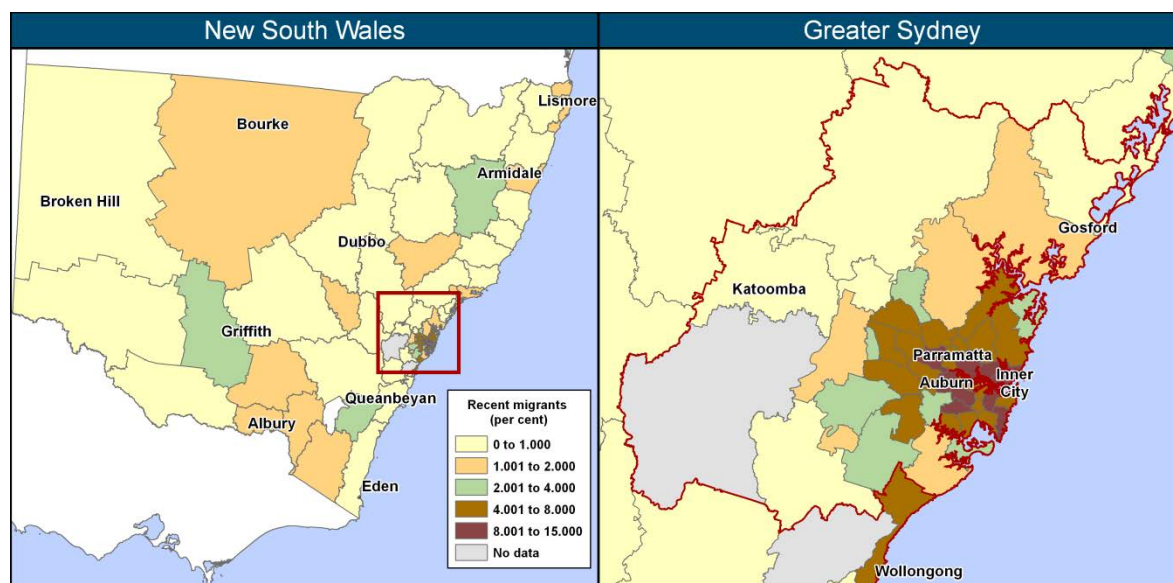 New South Wales
Greater Sydney
Lismore
Bourke
Armidale
Broken Hill
Dubbo
Griffith
Queanbeyan
Albury
Eden
Recent migrants
(per cent)
0 to 1.000
1.001 to 2.000
2.001 to 4.000
4.001 to 8.000
8.001 to 15.000
No data
Gosford
Katoomba
Parramatta
Auburn
Inner
City
Wollongong